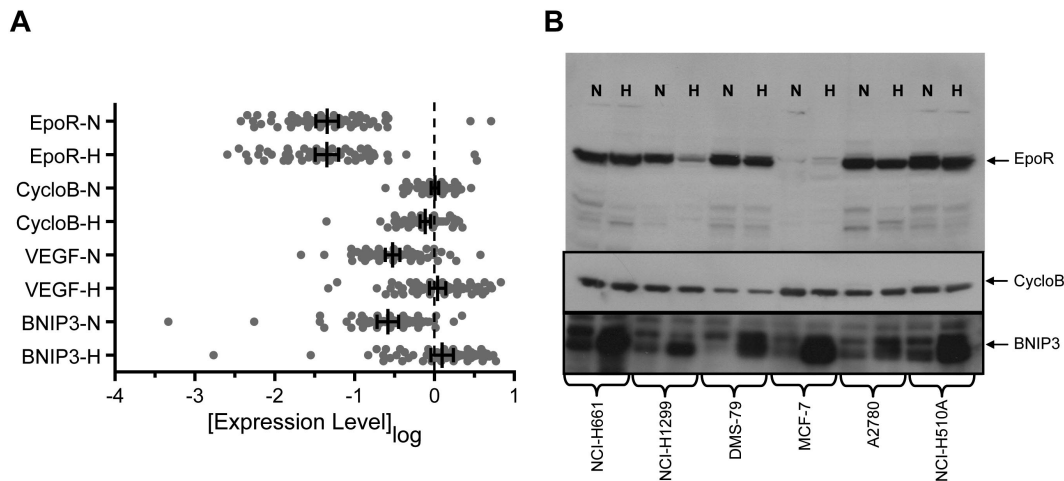 A
EpoR-N
EpoR-H
CycloB-N
CycloB-H
VEGF-N
VEGF-H
BNIP3-N
BNIP3-H
-4 -3 -2 -1 0 1
[Expression Level]log
B
N H N H N H N H N H N H
EpoR
CycloB
BNIP3
NCI-H661
NCI-H1299
DMS-79
MCF-7
A2780
NCI-H510A